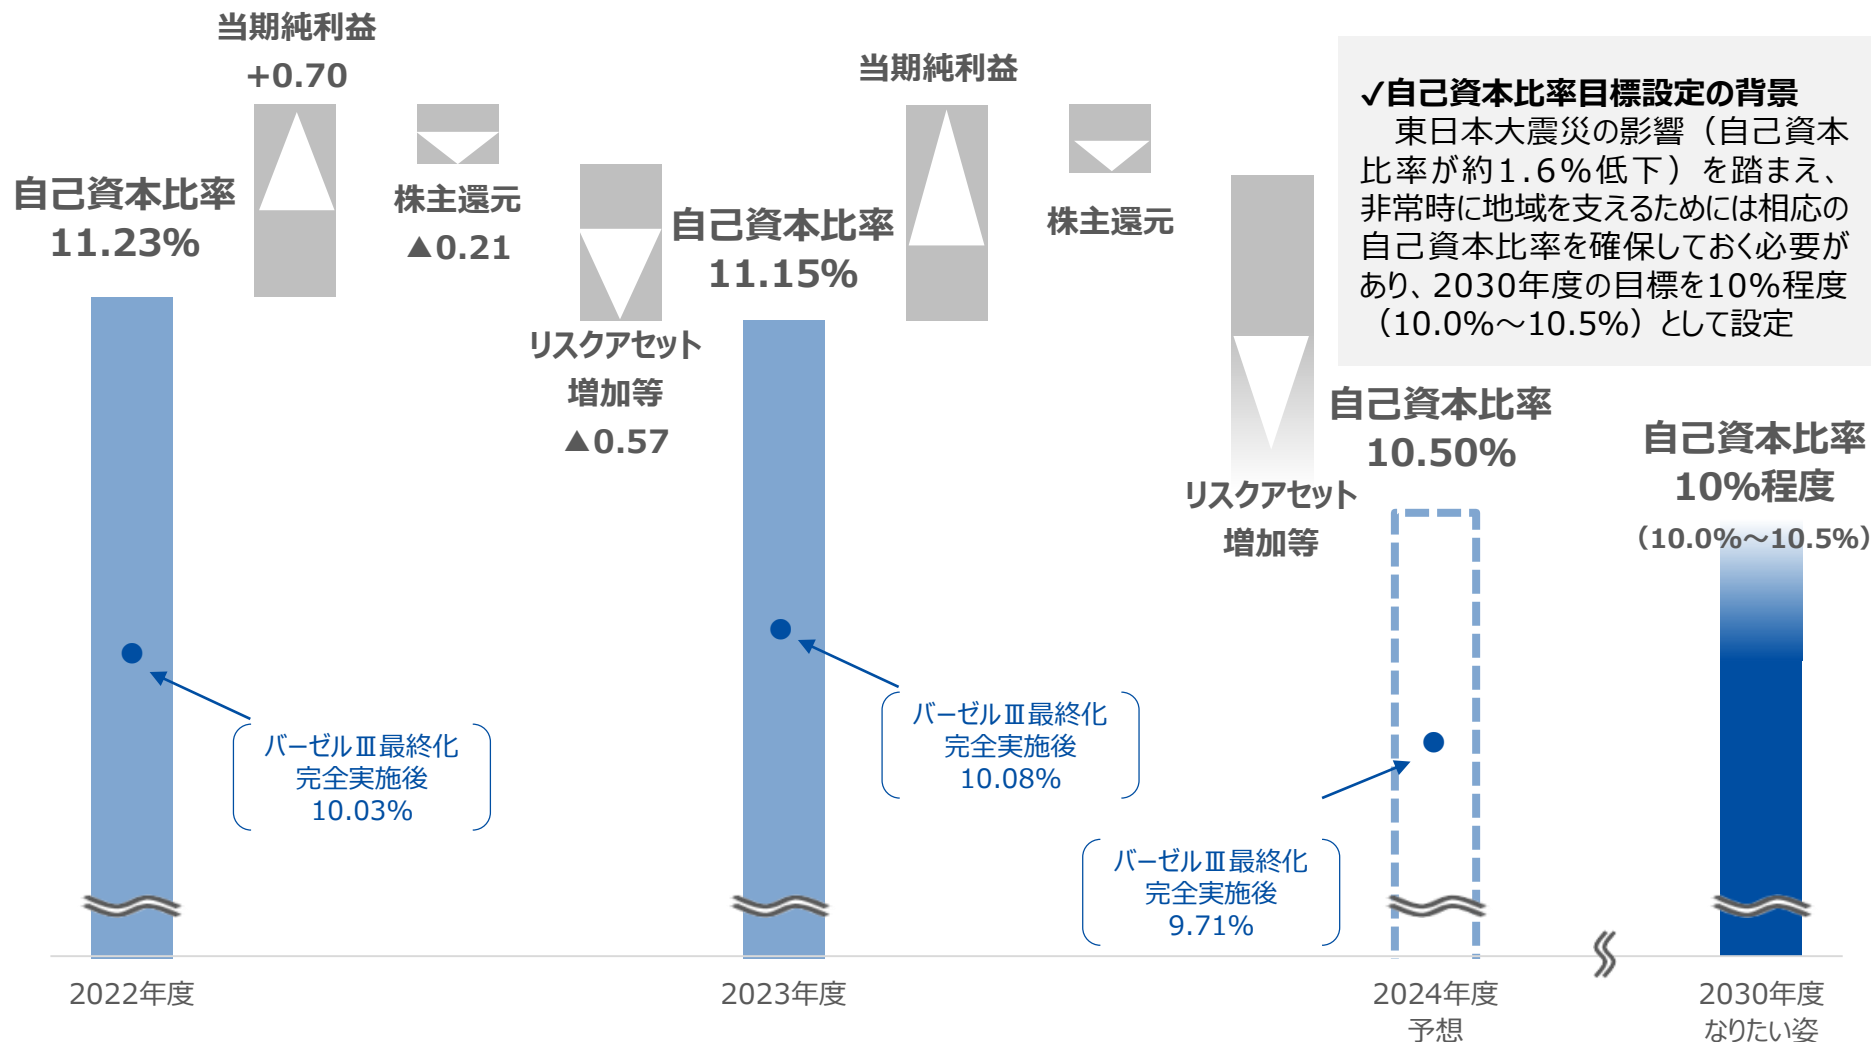 当期純利益
+0.70
自己資本比率
11.23%
株主還元
▲0.21
リスクアセット
増加等
▲0.57
自己資本比率
11.15%
当期純利益
株主還元
リスクアセット
増加等
✓自己資本比率目標設定の背景
東日本大震災の影響（自己資本
比率が約1.6%低下）を踏まえ、
非常時に地域を支えるためには相応の
自己資本比率を確保しておく必要が
あり、2030年度の目標を10%程度
（10.0%～10.5%）として設定
自己資本比率
10.50%
自己資本比率
10%程度
（10.0%～10.5%）
バーゼルⅢ最終化
完全実施後
10.03%
バーゼルⅢ最終化
完全実施後
10.08%
バーゼルⅢ最終化
完全実施後
9.71%
2022年度
2023年度
2024年度
予想
2030年度
なりたい姿